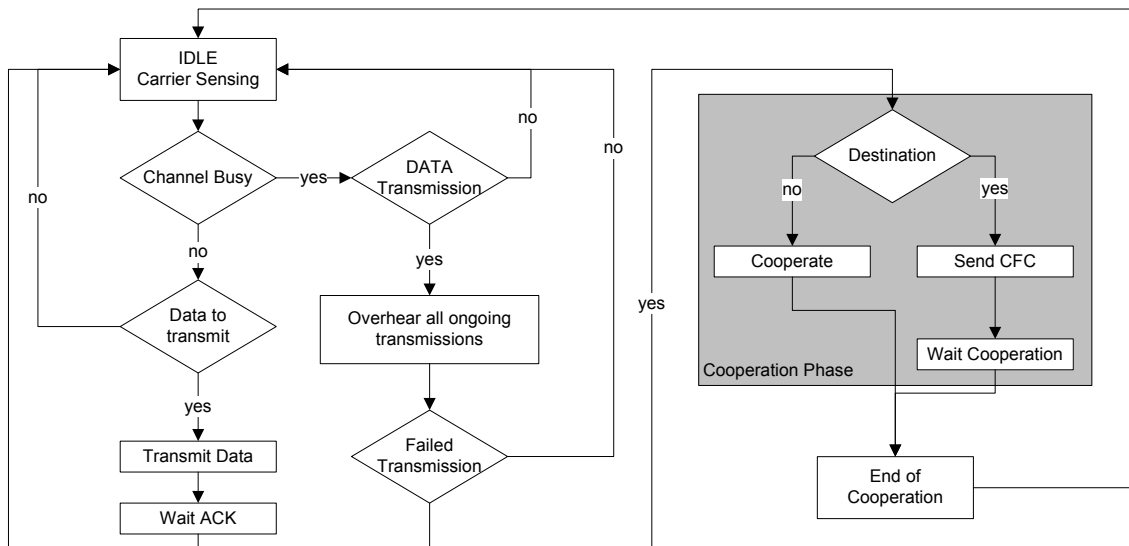 IDLE
Carrier Sensing
no
Channel Busy
yes
DATA
Transmission
no
no
no
yes
Data to
transmit
Overhear all ongoing
transmissions
yes
Transmit Data
Wait ACK
Failed
Transmission
yes
Destination
no
yes
Cooperate
Send CFC
Wait Cooperation
Cooperation Phase
End of
Cooperation